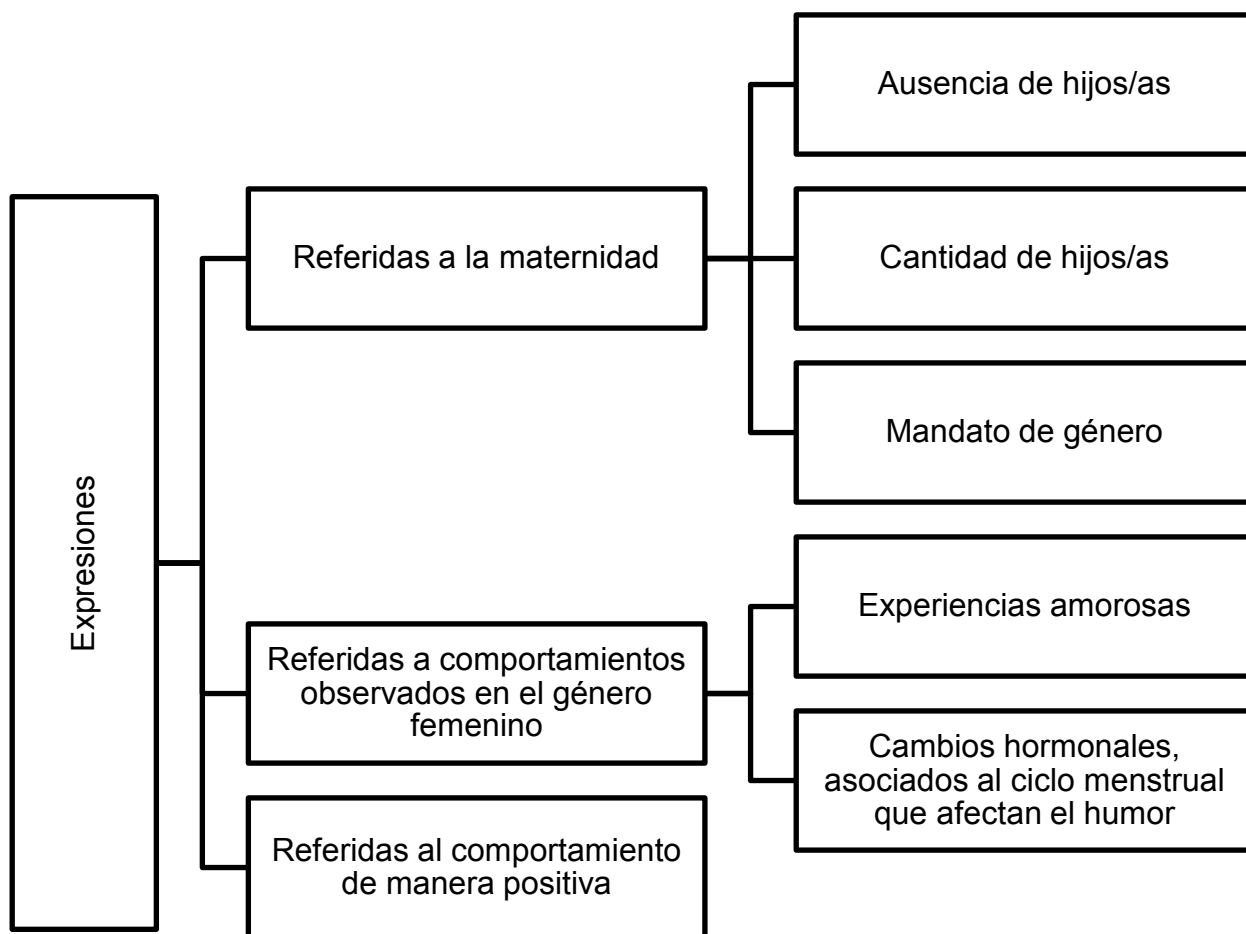 Expresiones
Referidas a la maternidad
Ausencia de hijos/as
Cantidad de hijos/as
Mandato de género
Referidas a comportamientos
observados en el género
femenino
Experiencias amorosas
Cambios hormonales,
asociados al ciclo menstrual
que afectan el humor
Referidas al comportamiento
de manera positiva